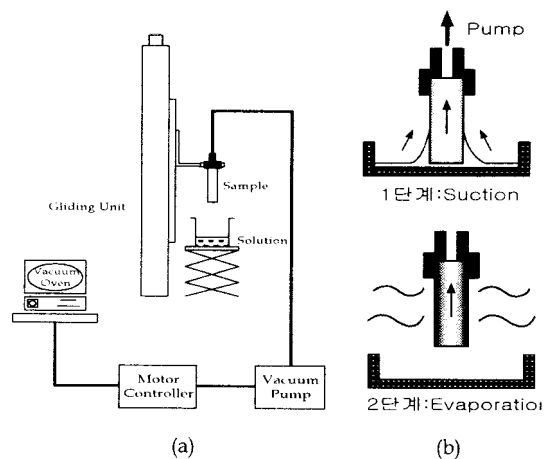 Gliding Unit
Sample
Solution
Vacuum
Oven
Motor
Controller
Vacuum
Pump
(a)
Pump
1단계:Suction
2단계:Evaporation
(b)